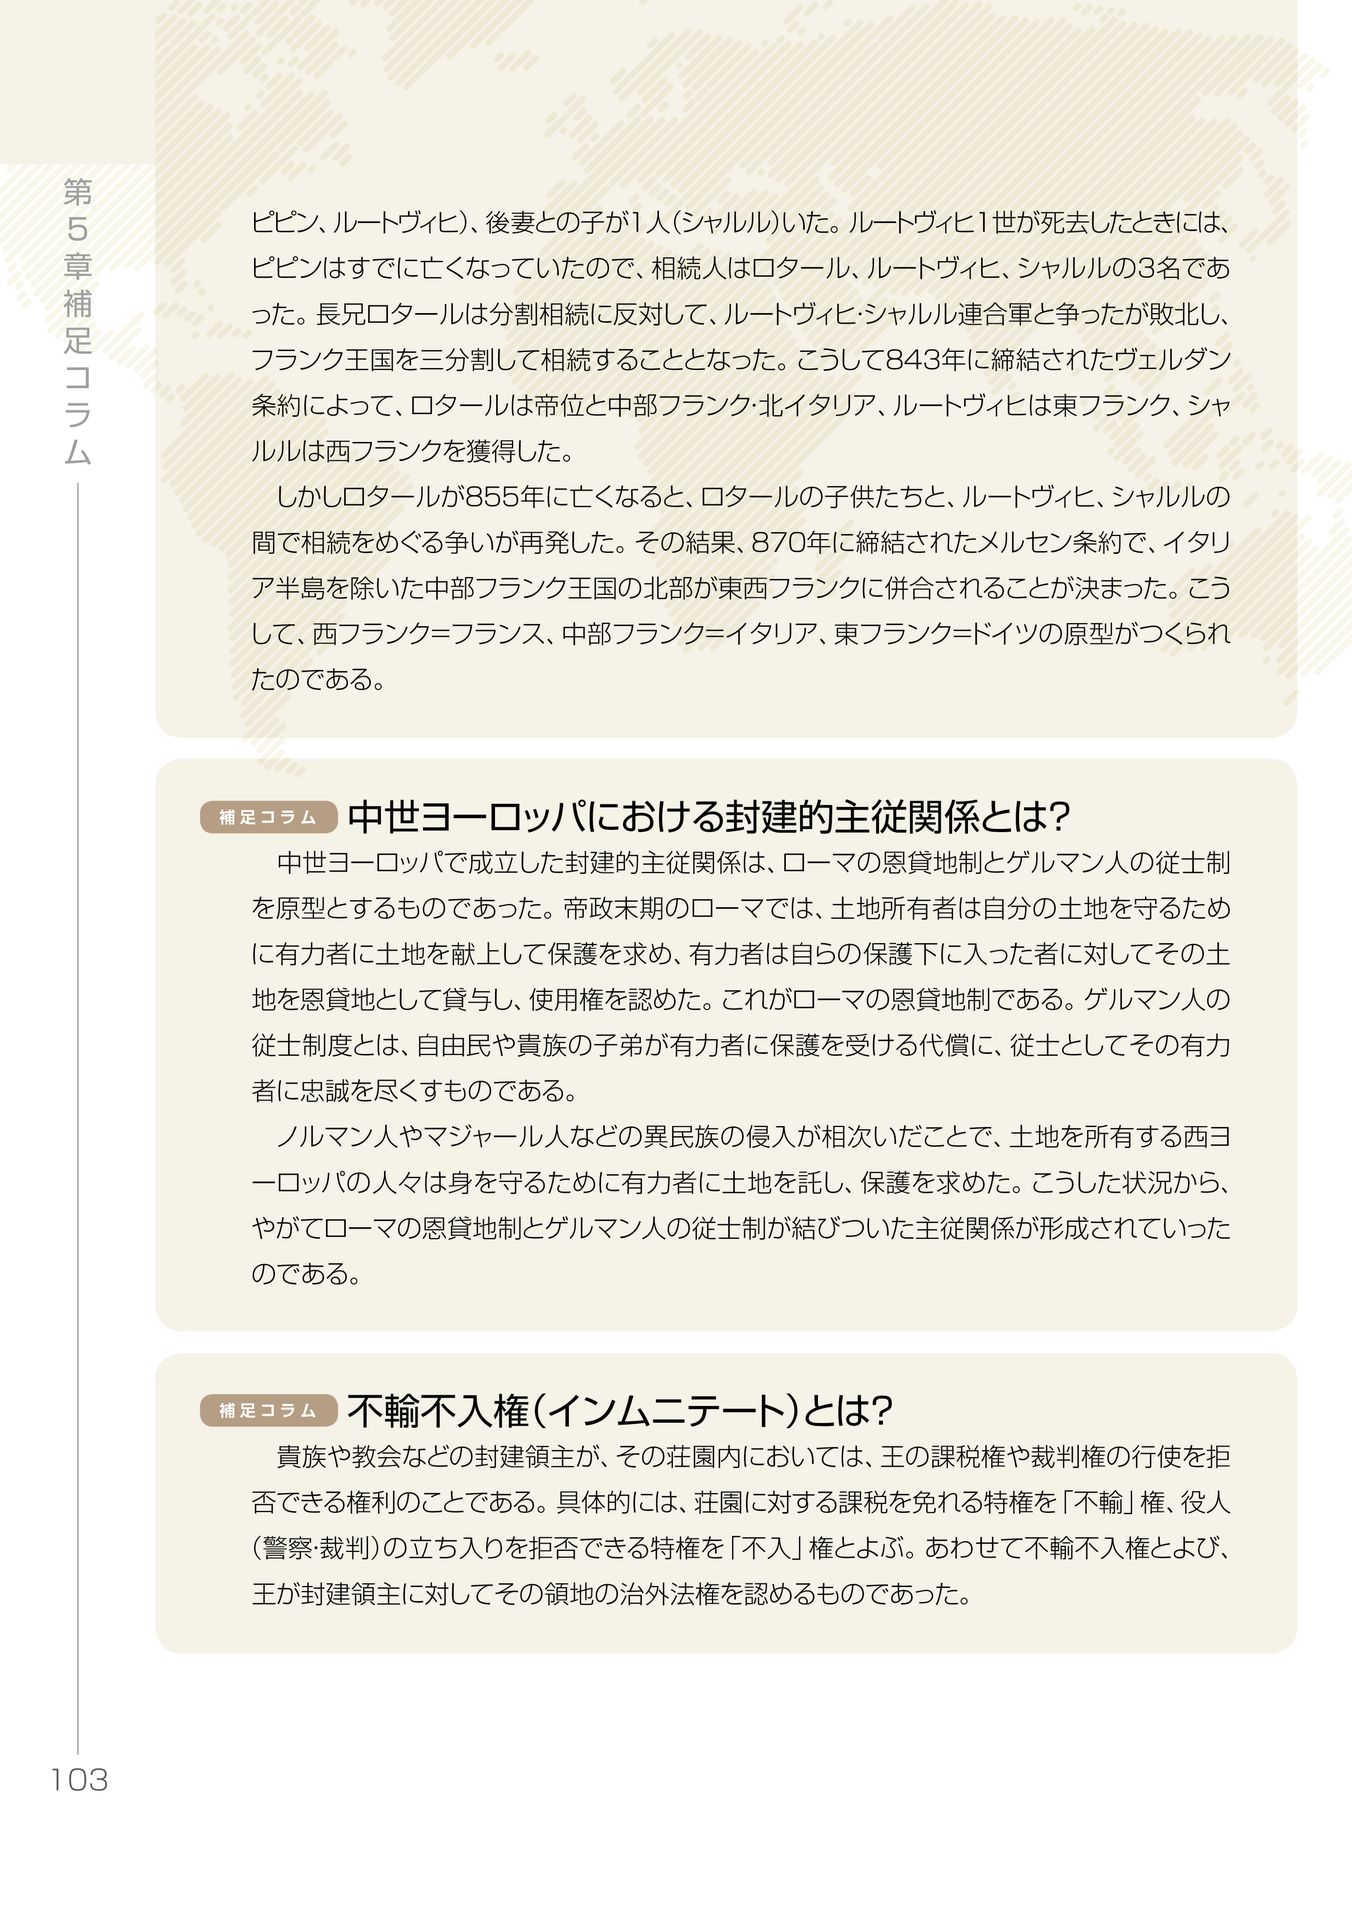 第5章補足コラム
ピピン、ルートヴィヒ）、後妻との子が1人（シャルル）いた。ルートヴィヒ1世が死去したときには、
ピピンはすでに亡くなっていたので、相続人はロタール、ルートヴィヒ、シャルルの3名であ
った。長兄ロタールは分割相続に反対して、ルートヴィヒ・シャルル連合軍と争ったが敗北し、
フランク王国を三分割して相続することとなった。こうして843年に締結されたヴェルダン
条約によって、ロタールは帝位と中部フランク・北イタリア、ルートヴィヒは東フランク、シャ
ルルは西フランクを獲得した。
しかしロタールが855年に亡くなると、ロタールの子供たちと、ルートヴィヒ、シャルルの
間で相続をめぐる争いが再発した。その結果、870年に締結されたメルセン条約で、イタリ
ア半島を除いた中部フランク王国の北部が東西フランクに併合されることが決まった。こう
して、西フランク＝フランス、中部フランク＝イタリア、東フランク＝ドイツの原型がつくられ
たのである。
補足コラム 中世ヨーロッパにおける封建的主従関係とは？
中世ヨーロッパで成立した封建的主従関係は、ローマの恩貸地制とゲルマン人の従士制
を原型とするものであった。帝政末期のローマでは、土地所有者は自分の土地を守るため
に有力者に土地を献上して保護を求め、有力者は自らの保護下に入った者に対してその土
地を恩貸地として貸与し、使用権を認めた。これがローマの恩貸地制である。ゲルマン人の
従士制度とは、自由民や貴族の子弟が有力者に保護を受ける代償に、従士としてその有力
者に忠誠を尽くすものである。
ノルマン人やマジャール人などの異民族の侵入が相次いだことで、土地を所有する西ヨ
ーロッパの人々は身を守るために有力者に土地を託し、保護を求めた。こうした状況から、
やがてローマの恩貸地制とゲルマン人の従士制が結びついた主従関係が形成されていった
のである。
補足コラム 不輸不入権（インムニテート）とは？
貴族や教会などの封建領主が、その荘園内においては、王の課税権や裁判権の行使を拒
否できる権利のことである。具体的には、荘園に対する課税を免れる特権を「不輸」権、役人
（警察・裁判）の立ち入りを拒否できる特権を「不入」権とよぶ。あわせて不輸不入権とよび、
王が封建領主に対してその領地の治外法権を認めるものであった。
103